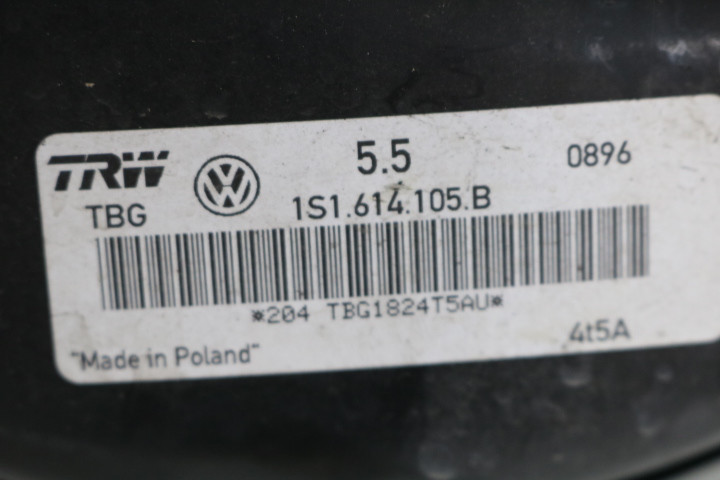 TRW 5.5 0896
TBG 1S1.614.105.B
*204 TBG1824T5AU*
"Made in Poland" 4t5A